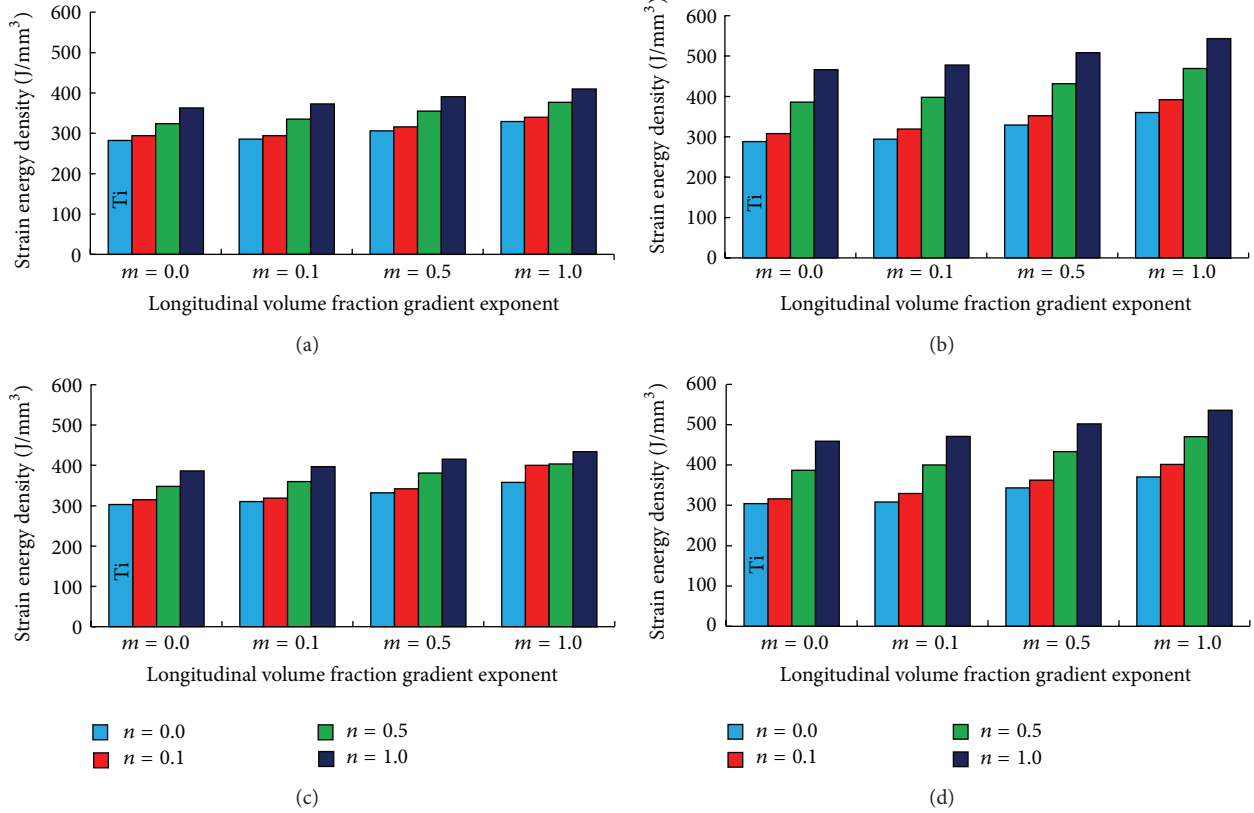 Strain energy density (J/mm³)
600
500
400
300
200
100
0
Ti
m = 0.0 m = 0.1 m = 0.5 m = 1.0
Longitudinal volume fraction gradient exponent
(a)
Strain energy density (J/mm³)
600
500
400
300
200
100
0
Ti
m = 0.0 m = 0.1 m = 0.5 m = 1.0
Longitudinal volume fraction gradient exponent
(b)
Strain energy density (J/mm³)
600
500
400
300
200
100
0
Ti
m = 0.0 m = 0.1 m = 0.5 m = 1.0
Longitudinal volume fraction gradient exponent
n = 0.0 n = 0.5
n = 0.1 n = 1.0
(c)
Strain energy density (J/mm³)
600
500
400
300
200
100
0
Ti
m = 0.0 m = 0.1 m = 0.5 m = 1.0
Longitudinal volume fraction gradient exponent
n = 0.0 n = 0.5
n = 0.1 n = 1.0
(d)